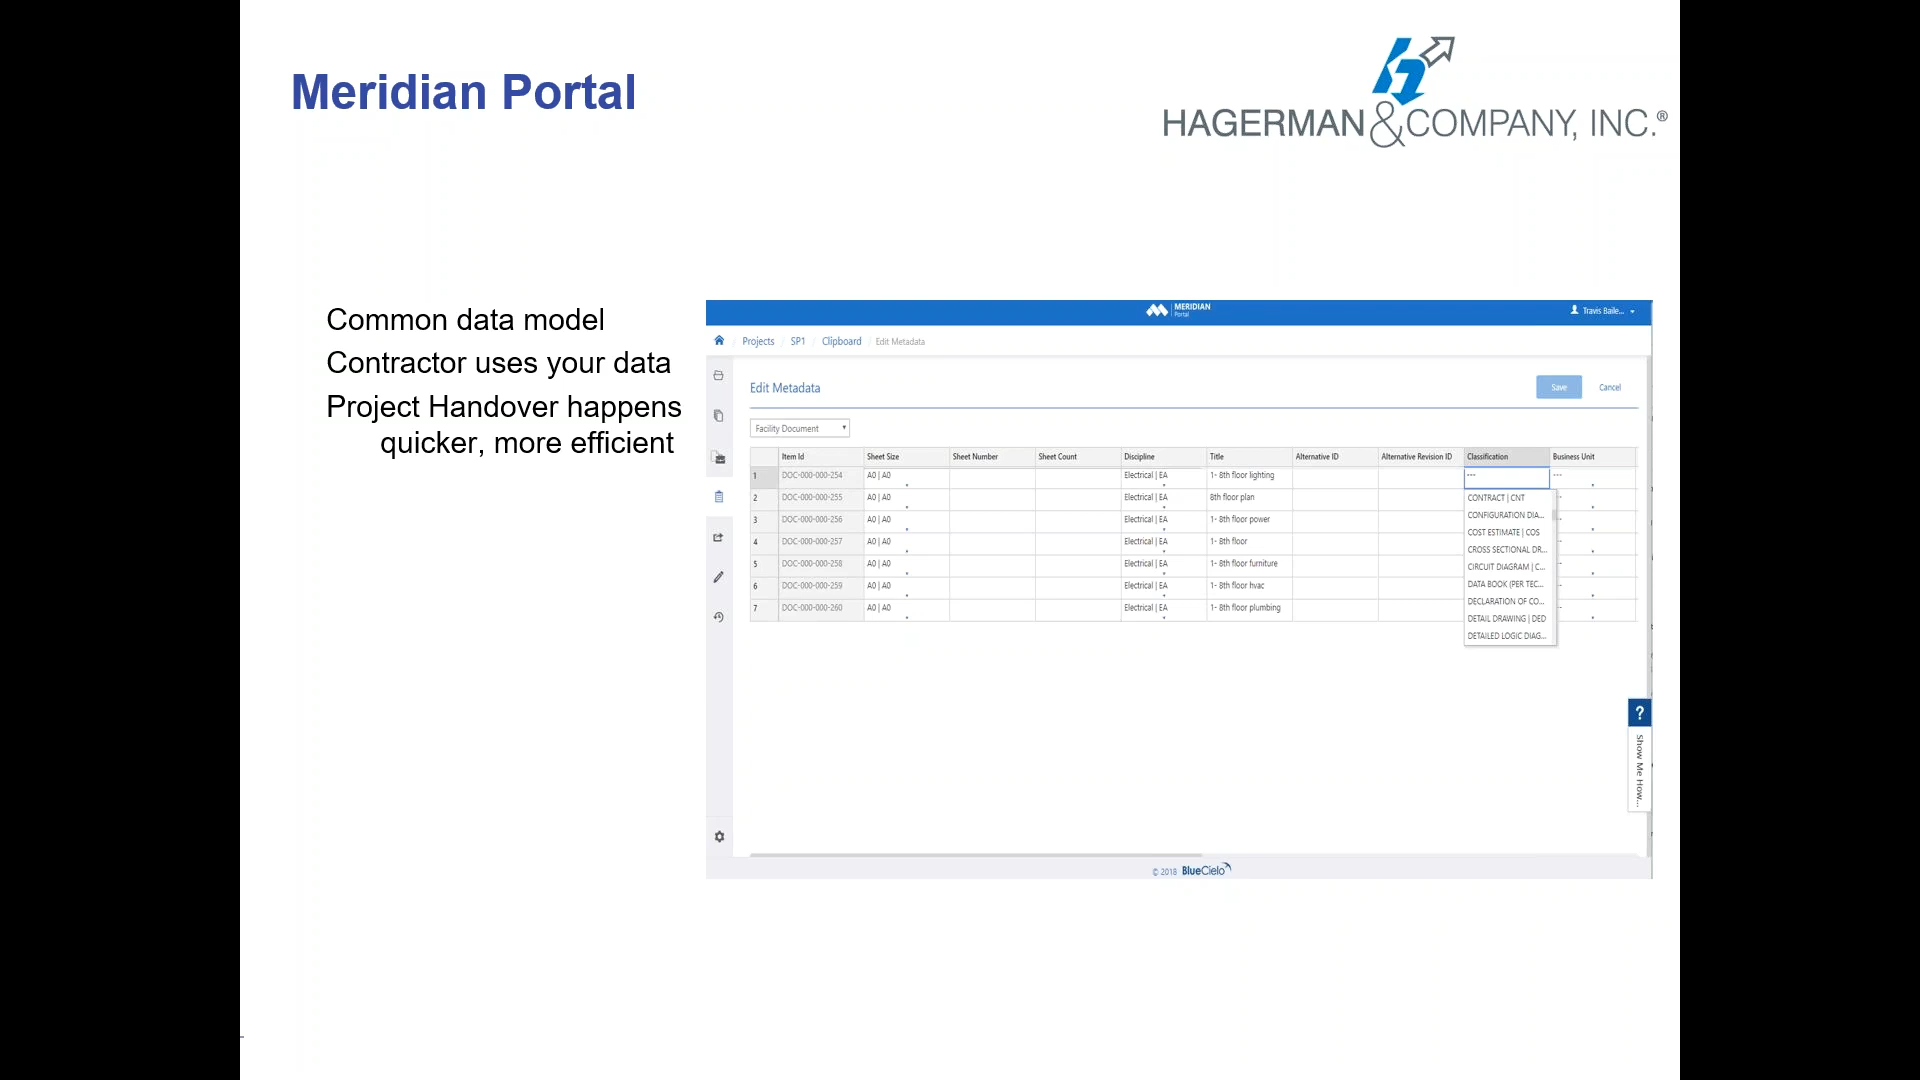 Meridian Portal
HAGERMAN & COMPANY, INC.®
Common data model
Contractor uses your data
Project Handover happens
quicker, more efficient
MERIDIAN
Portal
Travis Baile...
Projects / SP1 / Clipboard / Edit Metadata
Edit Metadata
Save Cancel
Facility Document
Item Id Sheet Size Sheet Number Sheet Count Discipline Title Alternative ID Alternative Revision ID Classification Business Unit
1 DOC-000-000-254 A0 | A0 Electrical | EA 1- 8th floor lighting --- ---
2 DOC-000-000-255 A0 | A0 Electrical | EA 8th floor plan
3 DOC-000-000-256 A0 | A0 Electrical | EA 1- 8th floor power
4 DOC-000-000-257 A0 | A0 Electrical | EA 1- 8th floor
5 DOC-000-000-258 A0 | A0 Electrical | EA 1- 8th floor furniture
6 DOC-000-000-259 A0 | A0 Electrical | EA 1- 8th floor hvac
7 DOC-000-000-260 A0 | A0 Electrical | EA 1- 8th floor plumbing
CONTRACT | CNT
CONFIGURATION DIA...
COST ESTIMATE | COS
CROSS SECTIONAL DR...
CIRCUIT DIAGRAM | C...
DATA BOOK (PER TEC...
DECLARATION OF CO...
DETAIL DRAWING | DED
DETAILED LOGIC DIAG...
?
Show Me How...
© 2018 BlueCielo